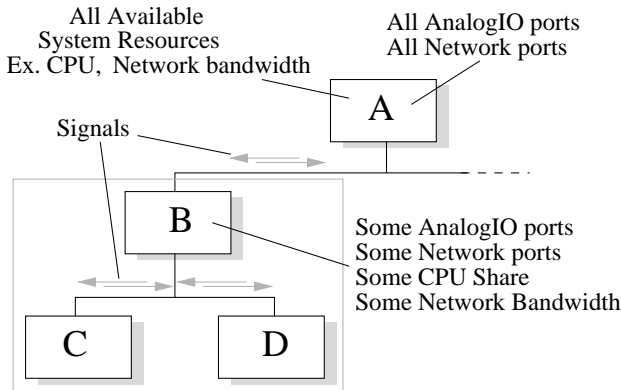 All Available
System Resources
Ex. CPU, Network bandwidth
All AnalogIO ports
All Network ports
A
Signals
B
Some AnalogIO ports
Some Network ports
Some CPU Share
Some Network Bandwidth
C
D